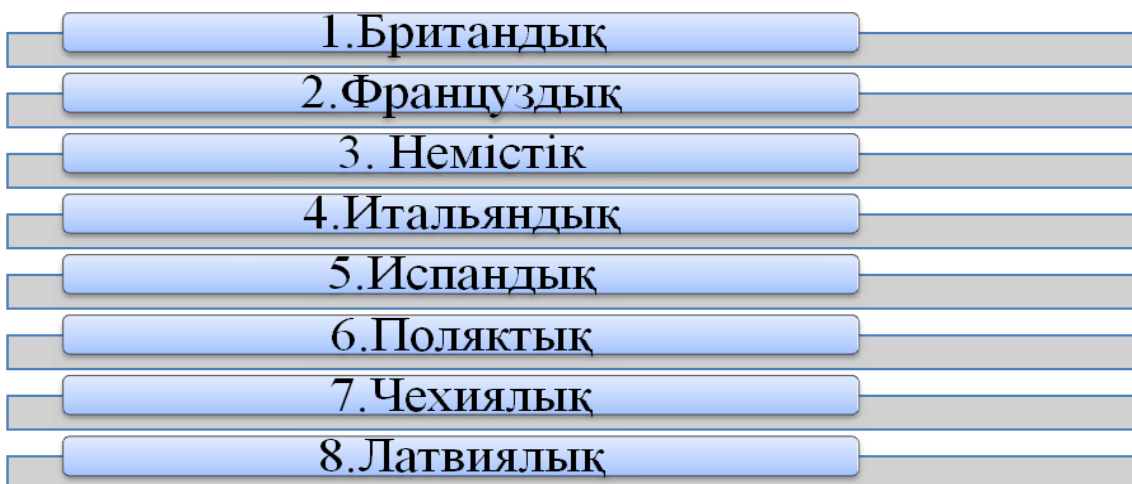 1.Британдық
2.Француздық
3. Немістік
4.Итальяндық
5.Испандық
6.Поляктық
7.Чехиялық
8.Латвиялық